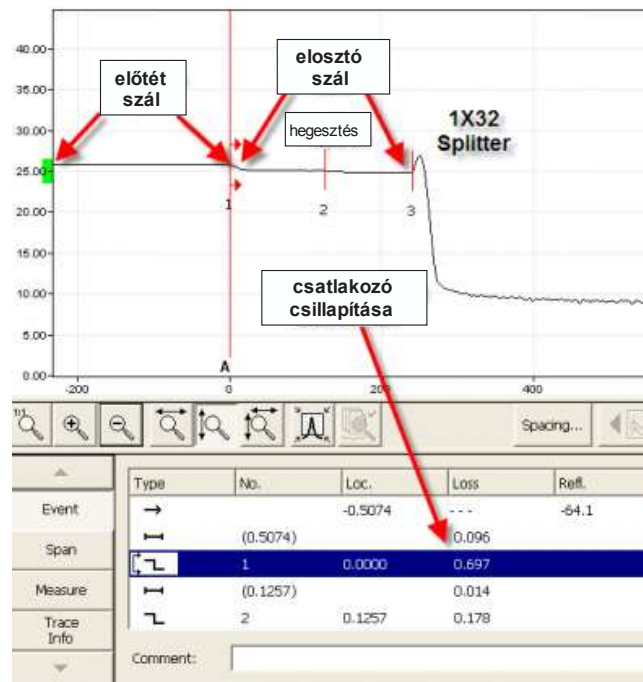 40.00
35.00
30.00
25.00
20.00
15.00
10.00
5.00
0.00
előtét
szál
elosztó
szál
hegesztés
1X32
Splitter
1
2
3
csatlakozó
csillapítása
A
-200
0
200
400
1:1
Spacing...
Event
Span
Measure
Trace
Info
Type No. Loc. Loss Refl.
-0.5074 --- -64.1
(0.5074) 0.096
1 0.0000 0.697
(0.1257) 0.014
2 0.1257 0.178
Comment: